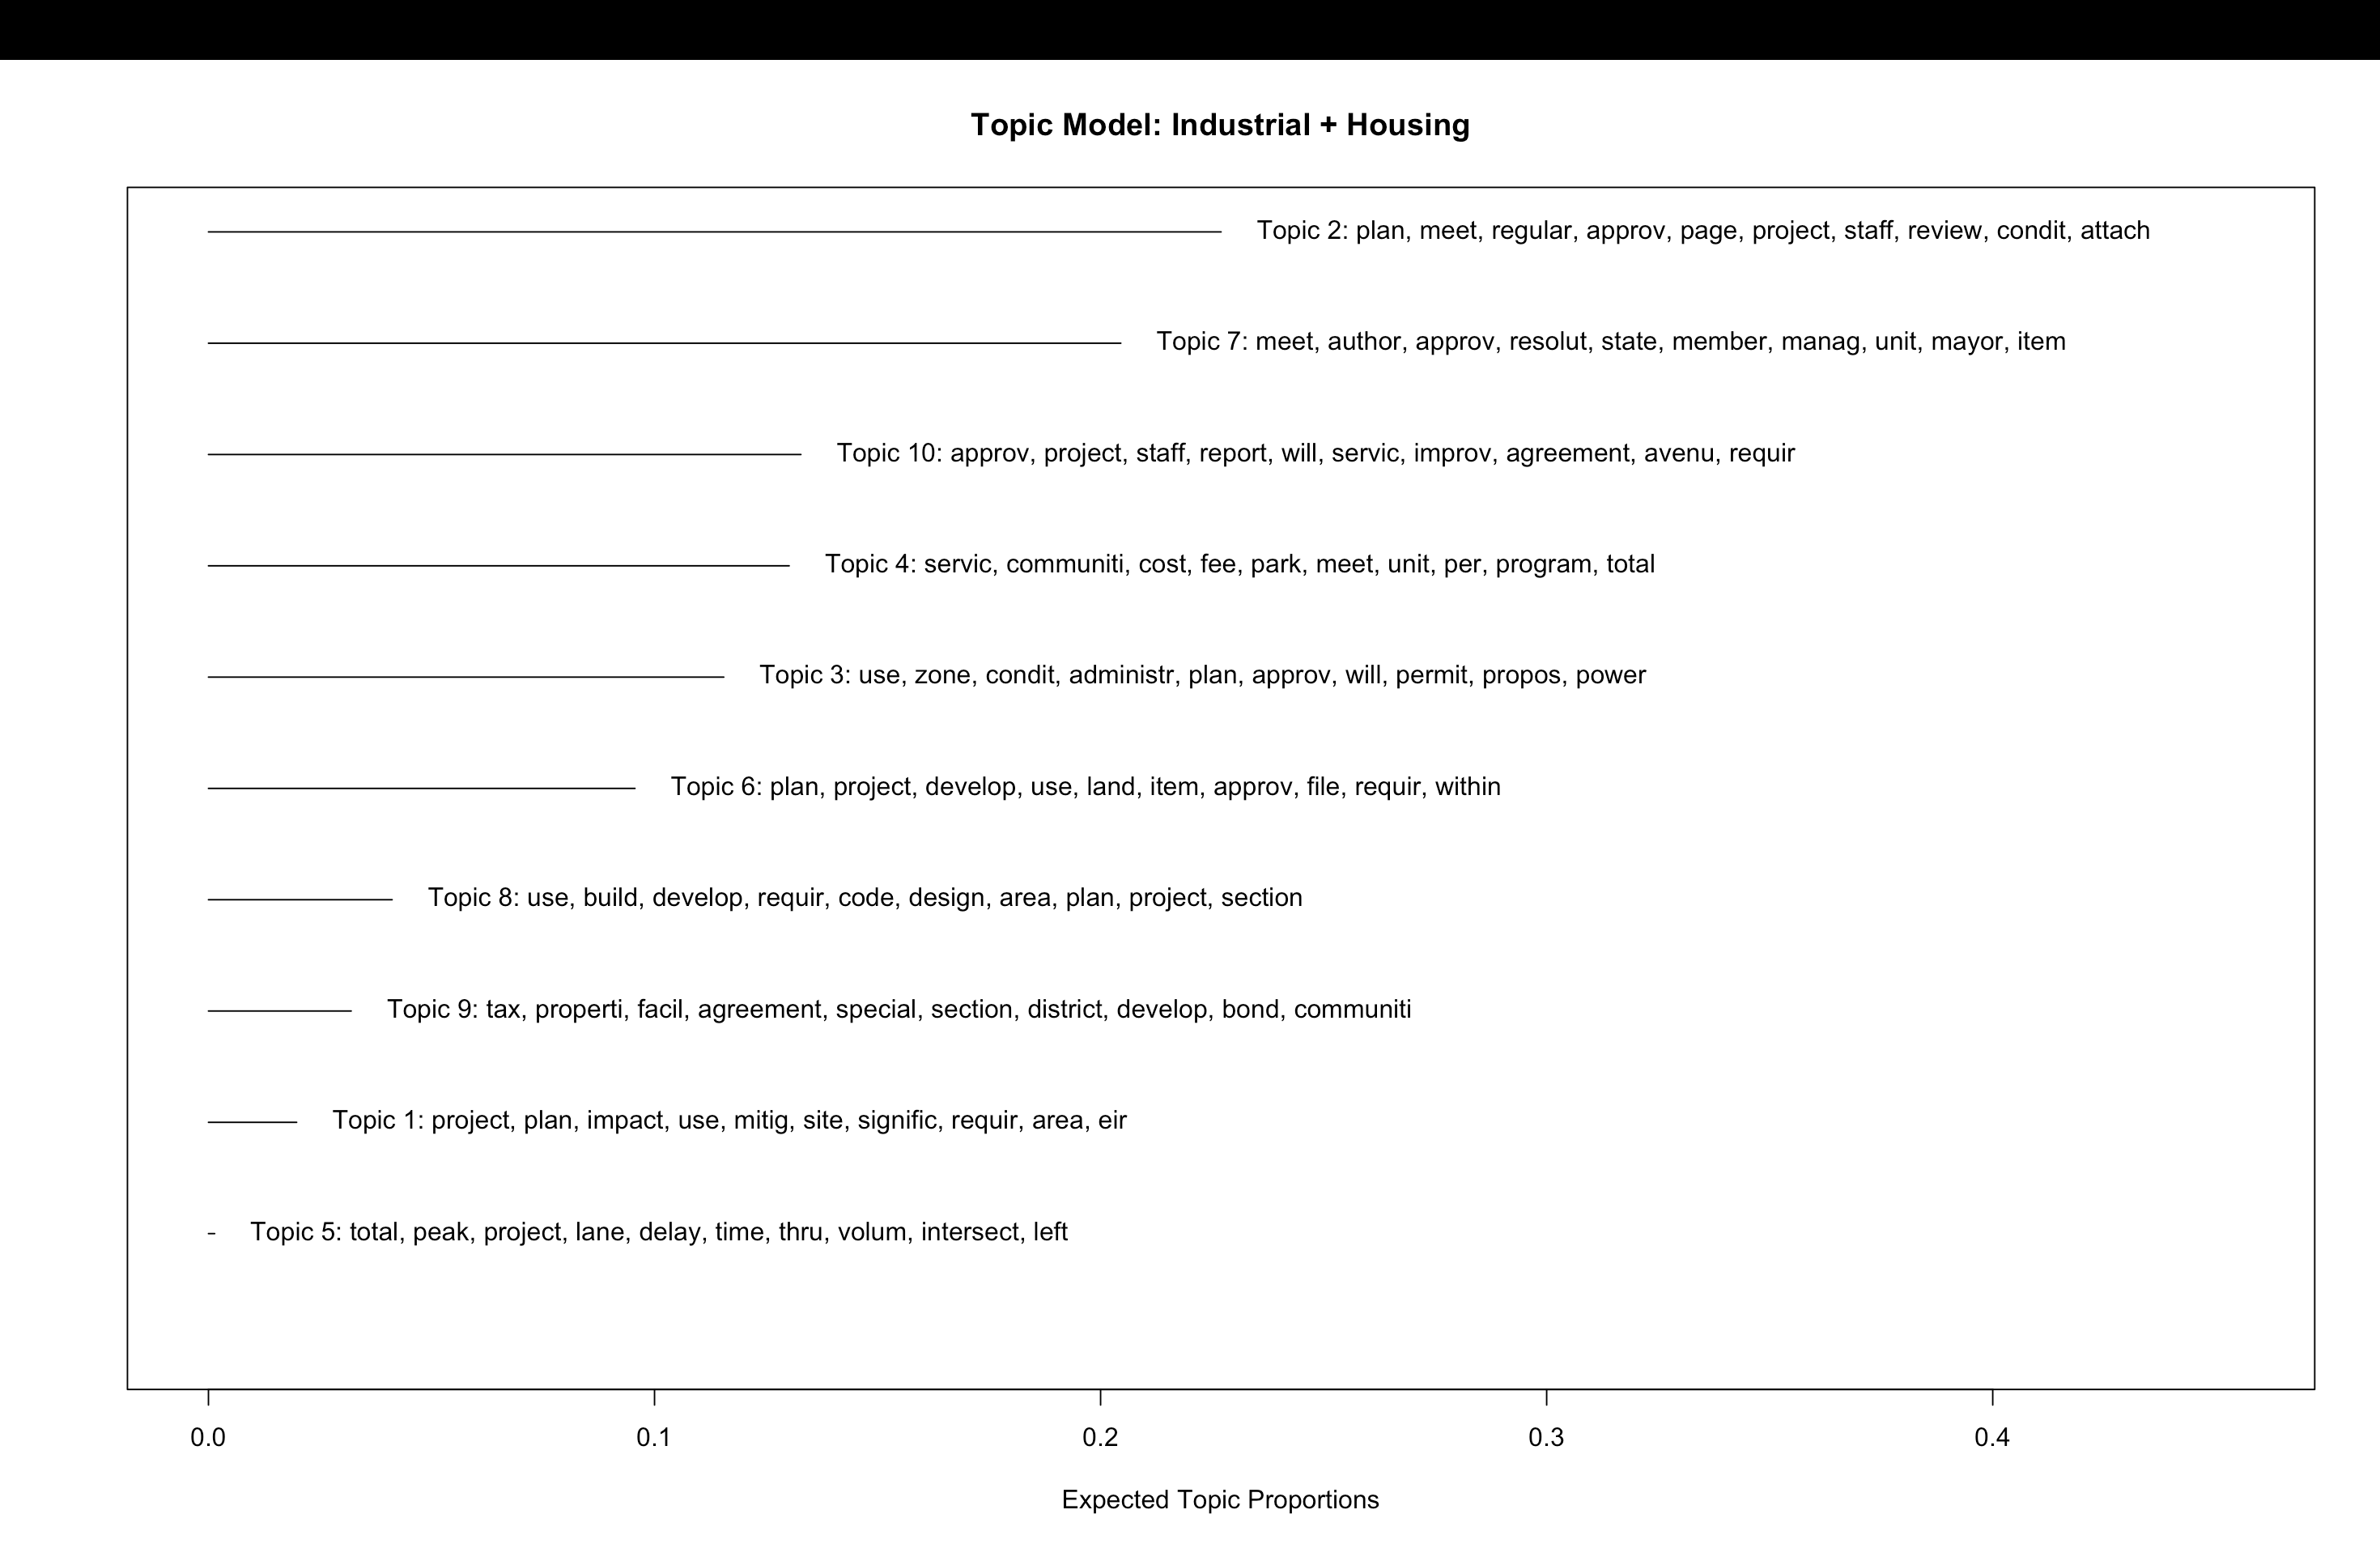 Topic Model: Industrial + Housing
Topic 2: plan, meet, regular, approv, page, project, staff, review, condit, attach
Topic 7: meet, author, approv, resolut, state, member, manag, unit, mayor, item
Topic 10: approv, project, staff, report, will, servic, improv, agreement, avenu, requir
Topic 4: servic, communiti, cost, fee, park, meet, unit, per, program, total
Topic 3: use, zone, condit, administr, plan, approv, will, permit, propos, power
Topic 6: plan, project, develop, use, land, item, approv, file, requir, within
Topic 8: use, build, develop, requir, code, design, area, plan, project, section
Topic 9: tax, properti, facil, agreement, special, section, district, develop, bond, communiti
Topic 1: project, plan, impact, use, mitig, site, signific, requir, area, eir
Topic 5: total, peak, project, lane, delay, time, thru, volum, intersect, left
0.0 0.1 0.2 0.3 0.4
Expected Topic Proportions